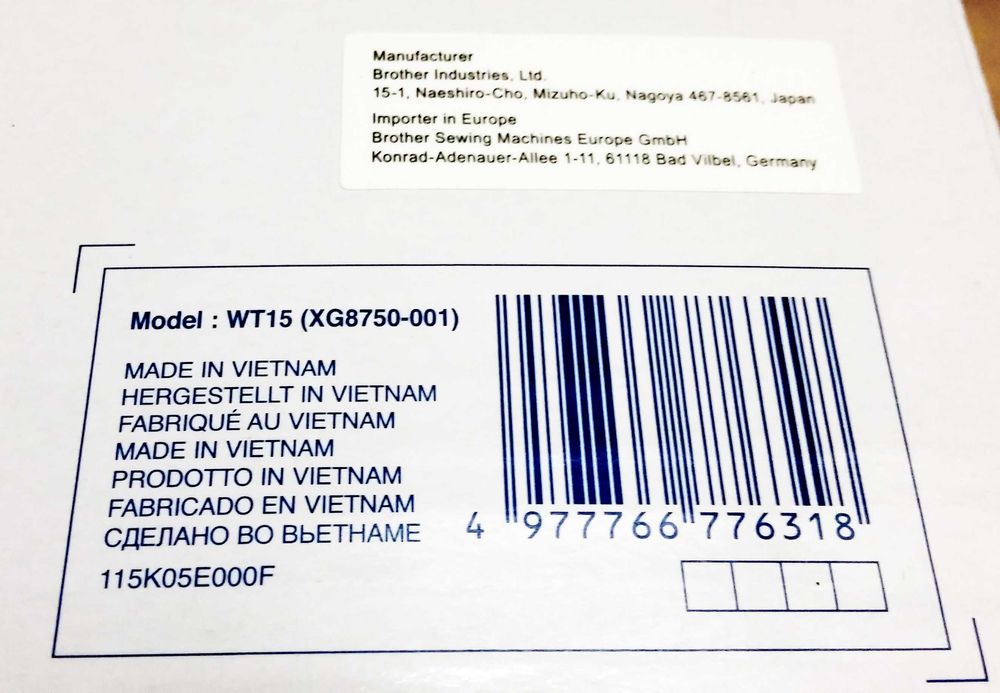 Manufacturer
Brother Industries, Ltd.
15-1, Naeshiro-Cho, Mizuho-Ku, Nagoya 467-8561, Japan
Importer in Europe
Brother Sewing Machines Europe GmbH
Konrad-Adenauer-Allee 1-11, 61118 Bad Vilbel, Germany
Model : WT15 (XG8750-001)
MADE IN VIETNAM
HERGESTELLT IN VIETNAM
FABRIQUÉ AU VIETNAM
MADE IN VIETNAM
PRODOTTO IN VIETNAM
FABRICADO EN VIETNAM
СДЕЛАНО ВО ВЬЕТНАМЕ
115K05E000F
4 977766 776318